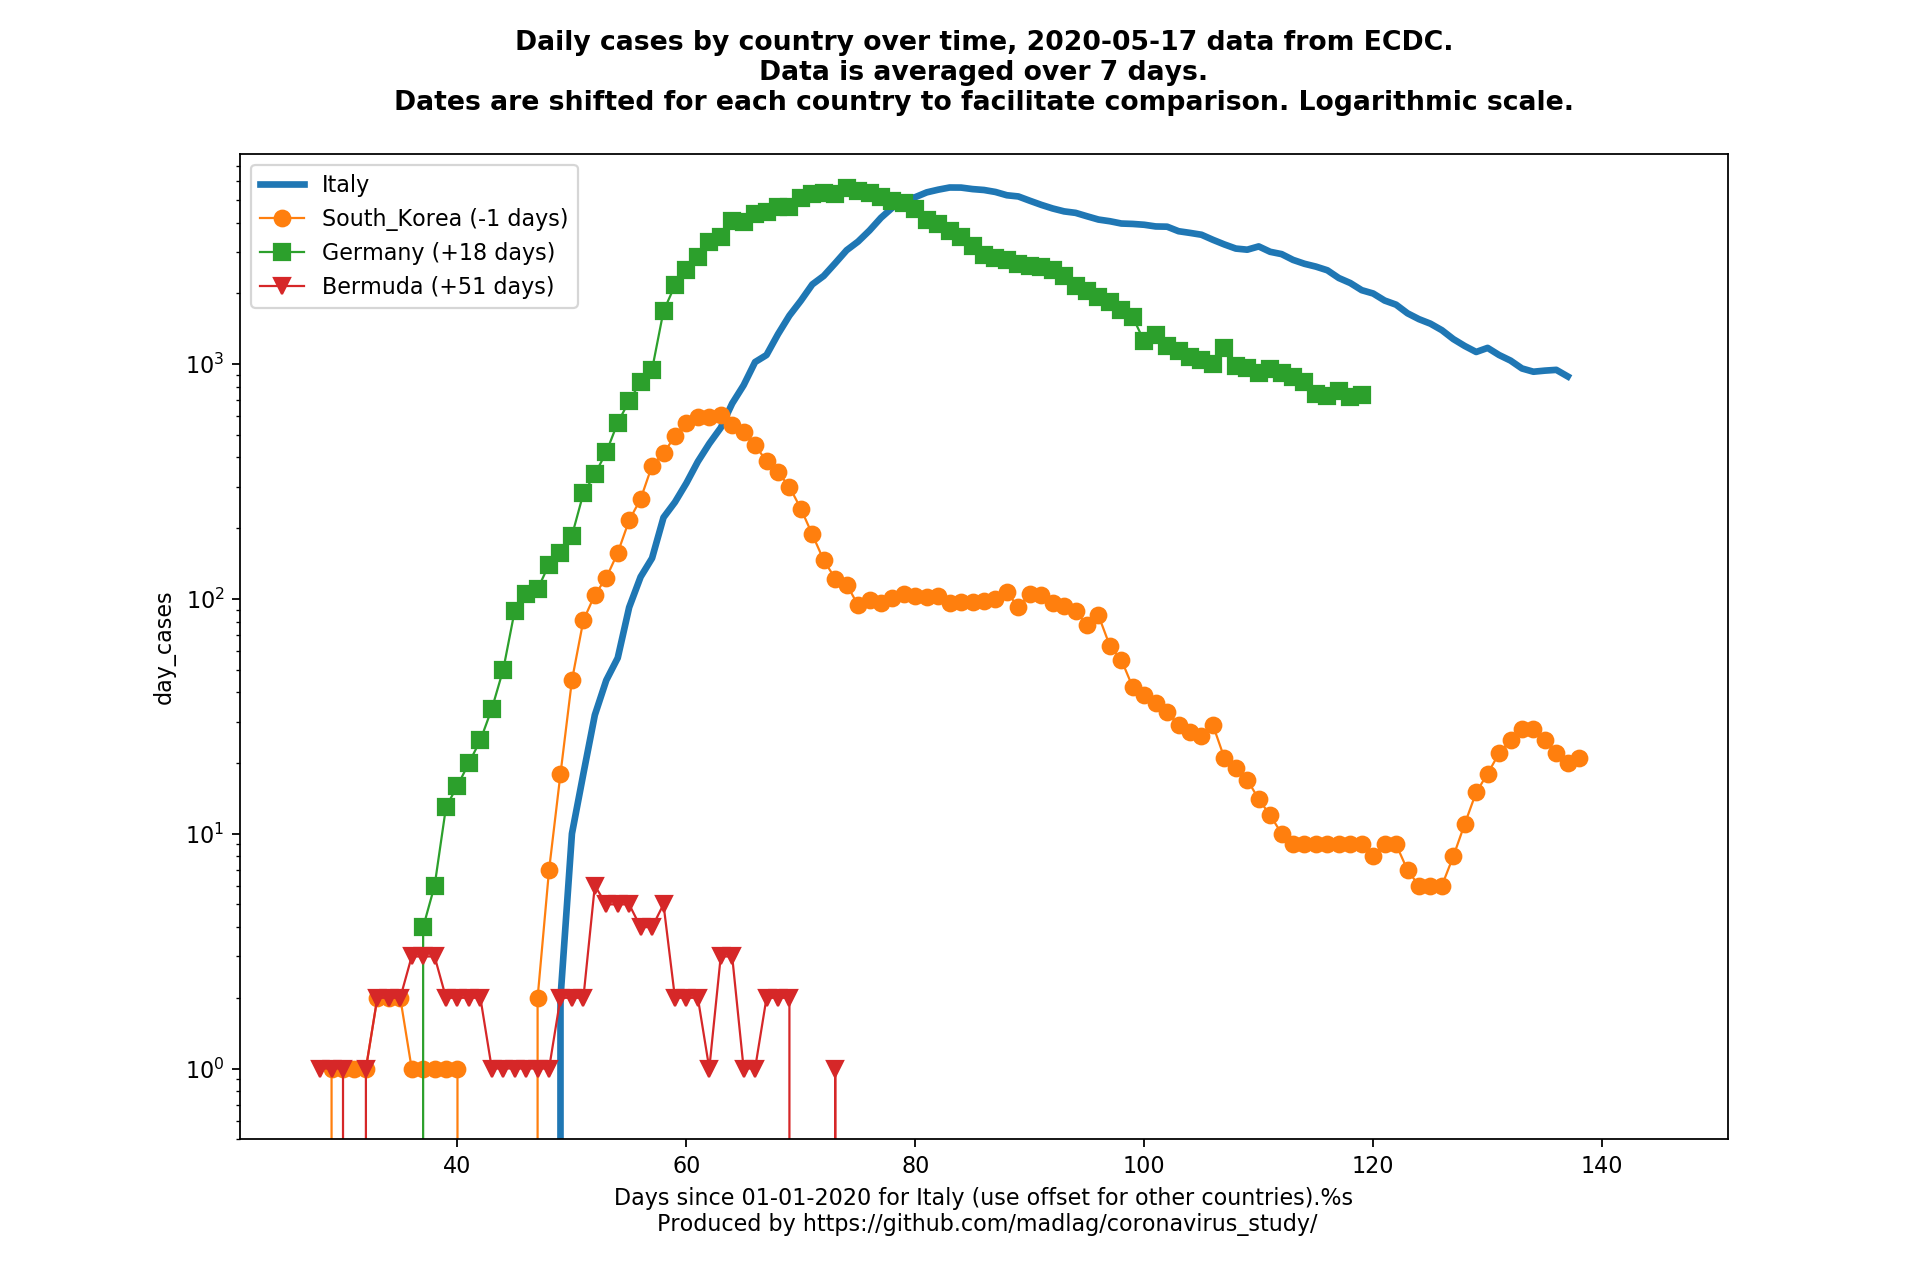 Daily cases by country over time, 2020-05-17 data from ECDC.
Data is averaged over 7 days.
Dates are shifted for each country to facilitate comparison. Logarithmic scale.
Italy
South_Korea (-1 days)
Germany (+18 days)
Bermuda (+51 days)
day_cases
10³
10²
10¹
10⁰
40 60 80 100 120 140
Days since 01-01-2020 for Italy (use offset for other countries).%s
Produced by https://github.com/madlag/coronavirus_study/